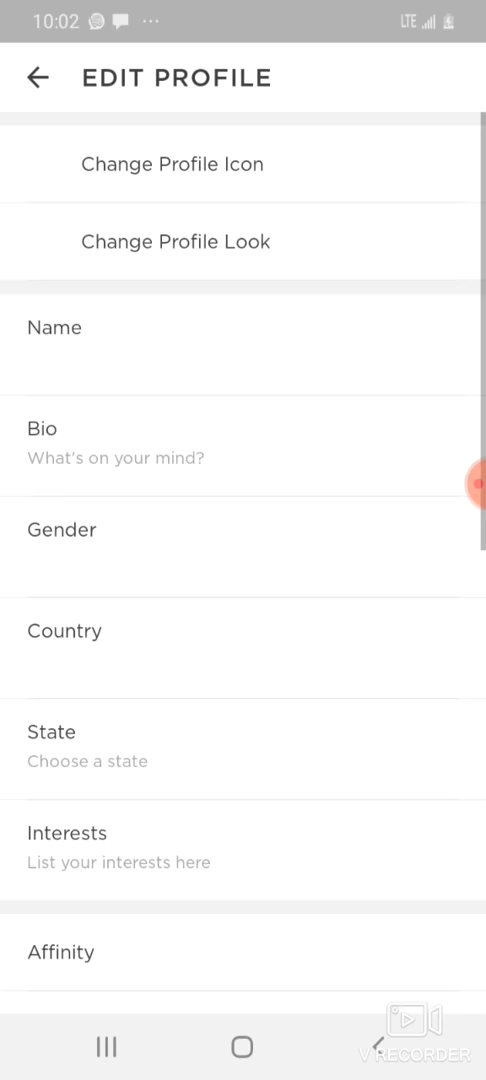 10:02
LTE
EDIT PROFILE
Change Profile Icon
Change Profile Look
Name
Bio
What's on your mind?
Gender
Country
State
Choose a state
Interests
List your interests here
Affinity
V RECORDER